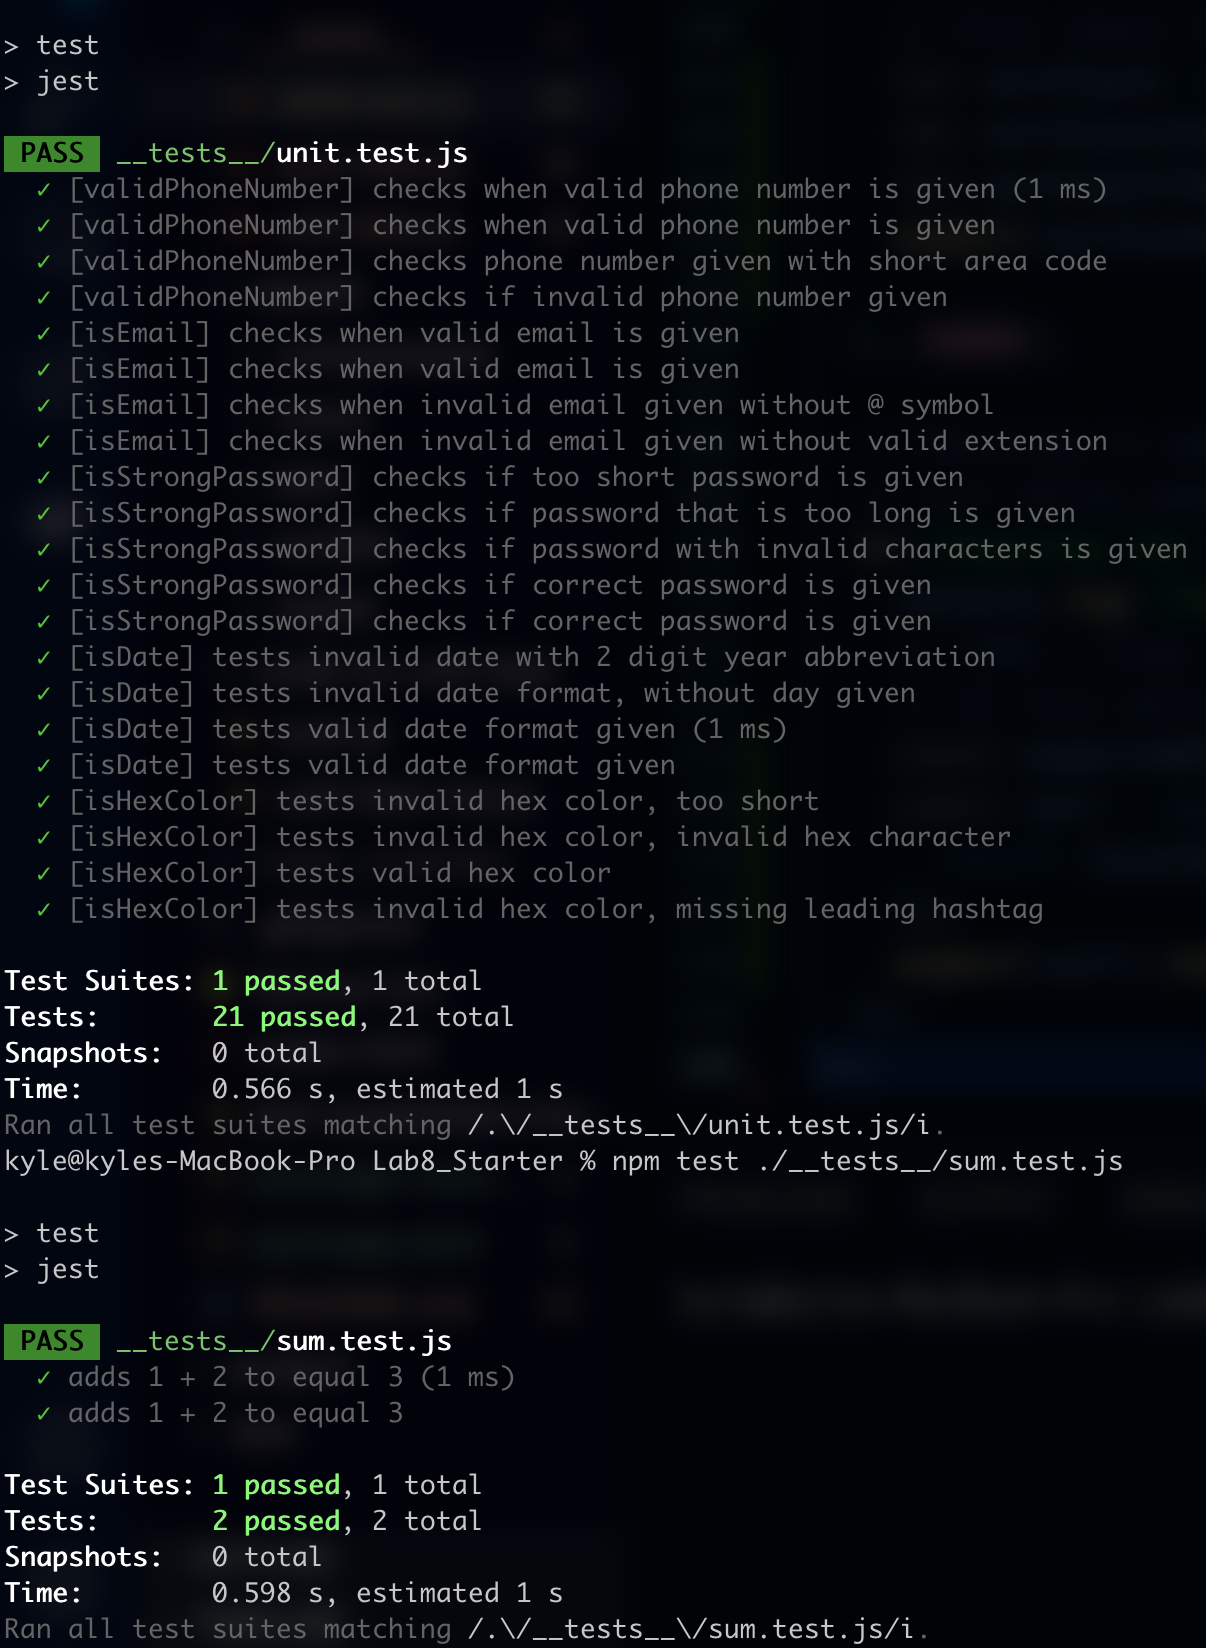 > test
> jest
PASS __tests__/unit.test.js
✓ [validPhoneNumber] checks when valid phone number is given (1 ms)
✓ [validPhoneNumber] checks when valid phone number is given
✓ [validPhoneNumber] checks phone number given with short area code
✓ [validPhoneNumber] checks if invalid phone number given
✓ [isEmail] checks when valid email is given
✓ [isEmail] checks when valid email is given
✓ [isEmail] checks when invalid email given without @ symbol
✓ [isEmail] checks when invalid email given without valid extension
✓ [isStrongPassword] checks if too short password is given
✓ [isStrongPassword] checks if password that is too long is given
✓ [isStrongPassword] checks if password with invalid characters is given
✓ [isStrongPassword] checks if correct password is given
✓ [isStrongPassword] checks if correct password is given
✓ [isDate] tests invalid date with 2 digit year abbreviation
✓ [isDate] tests invalid date format, without day given
✓ [isDate] tests valid date format given (1 ms)
✓ [isDate] tests valid date format given
✓ [isHexColor] tests invalid hex color, too short
✓ [isHexColor] tests invalid hex color, invalid hex character
✓ [isHexColor] tests valid hex color
✓ [isHexColor] tests invalid hex color, missing leading hashtag
Test Suites: 1 passed, 1 total
Tests: 21 passed, 21 total
Snapshots: 0 total
Time: 0.566 s, estimated 1 s
Ran all test suites matching /.\/__tests__\/unit.test.js/i.
kyle@kyles-MacBook-Pro Lab8_Starter % npm test ./__tests__/sum.test.js
> test
> jest
PASS __tests__/sum.test.js
✓ adds 1 + 2 to equal 3 (1 ms)
✓ adds 1 + 2 to equal 3
Test Suites: 1 passed, 1 total
Tests: 2 passed, 2 total
Snapshots: 0 total
Time: 0.598 s, estimated 1 s
Ran all test suites matching /.\/__tests__\/sum.test.js/i.